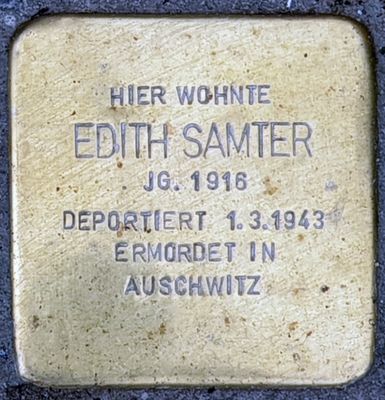 HIER WOHNTE
EDITH SAMTER
JG. 1916
DEPORTIERT 1.3.1943
ERMORDET IN
AUSCHWITZ